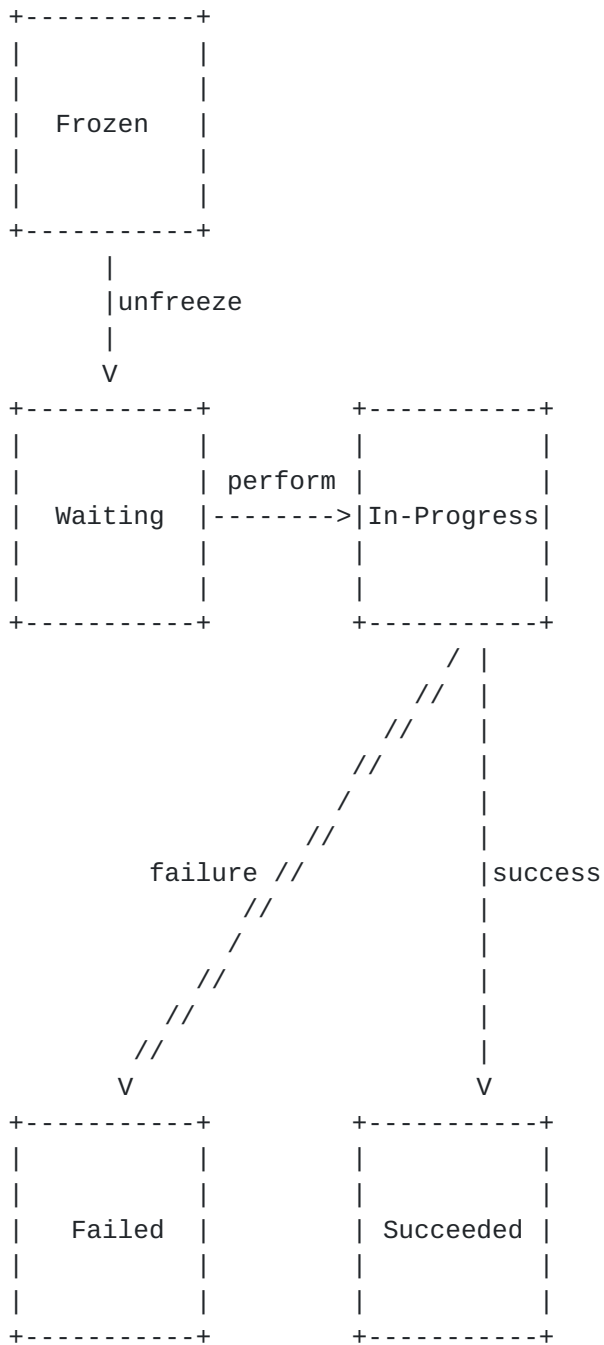 Frozen
unfreeze
perform
Waiting In-Progress
failure success
Failed Succeeded